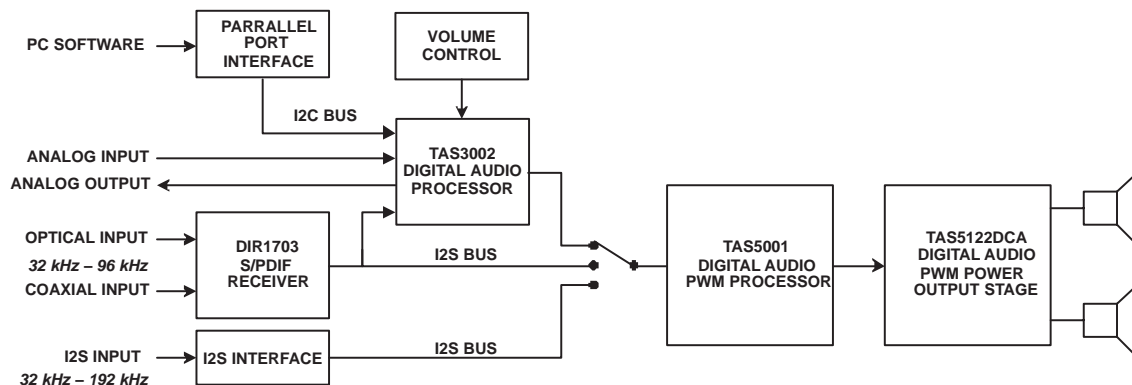 PC SOFTWARE
PARRALLEL
PORT
INTERFACE
VOLUME
CONTROL
I2C BUS
ANALOG INPUT
ANALOG OUTPUT
TAS3002
DIGITAL AUDIO
PROCESSOR
OPTICAL INPUT
32 kHz – 96 kHz
COAXIAL INPUT
DIR1703
S/PDIF
RECEIVER
I2S BUS
TAS5001
DIGITAL AUDIO
PWM PROCESSOR
TAS5122DCA
DIGITAL AUDIO
PWM POWER
OUTPUT STAGE
I2S INPUT
32 kHz – 192 kHz
I2S INTERFACE
I2S BUS